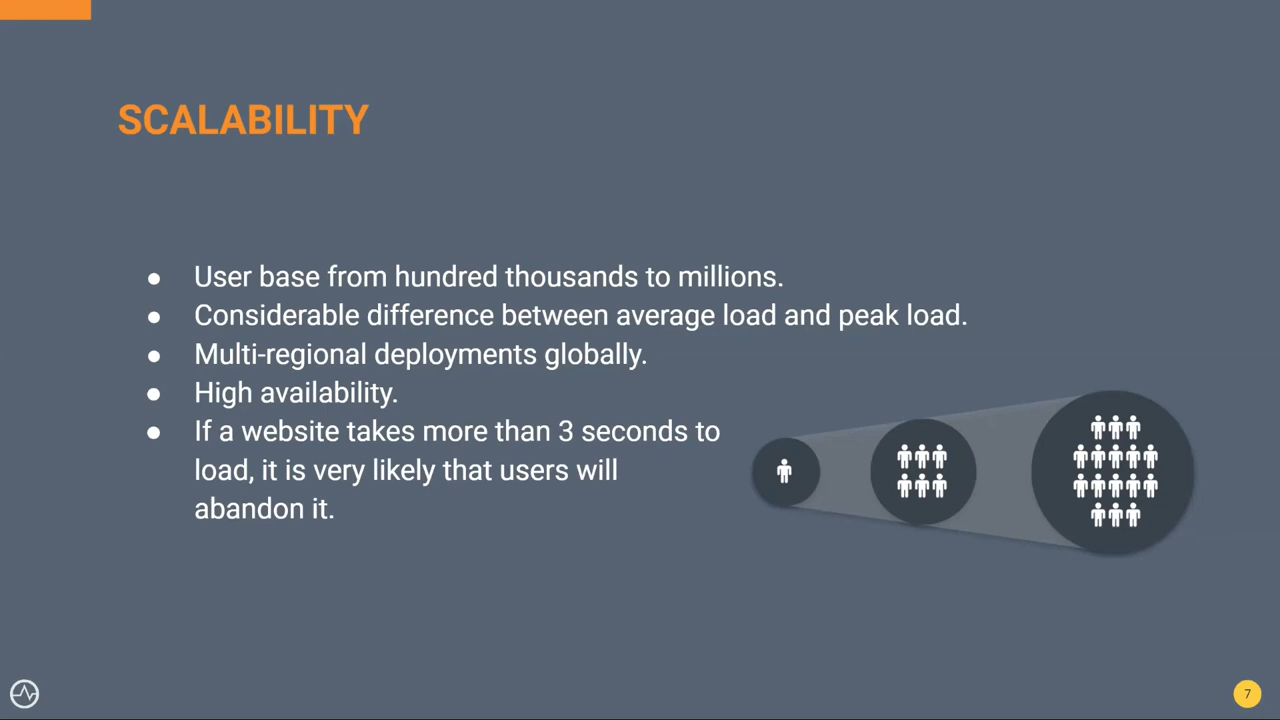 SCALABILITY
● User base from hundred thousands to millions.
● Considerable difference between average load and peak load.
● Multi-regional deployments globally.
● High availability.
● If a website takes more than 3 seconds to
load, it is very likely that users will
abandon it.
7